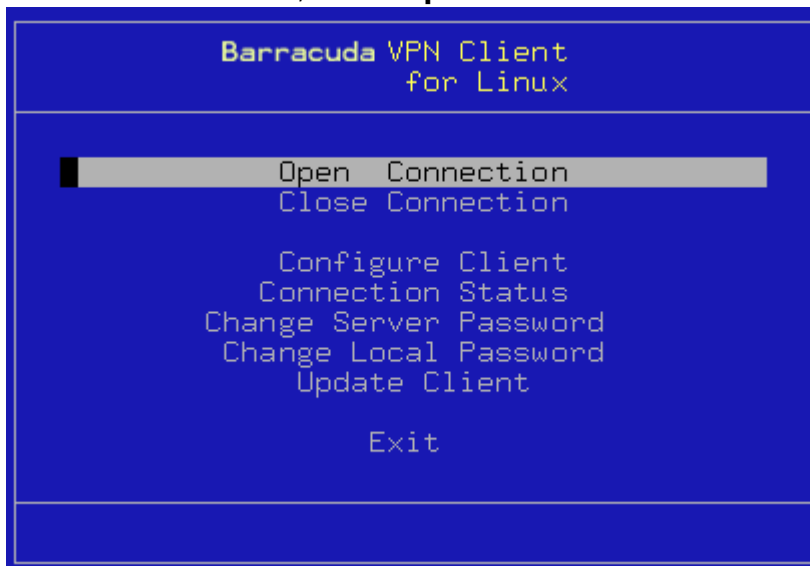 Barracuda VPN Client
for Linux
Open Connection
Close Connection
Configure Client
Connection Status
Change Server Password
Change Local Password
Update Client
Exit